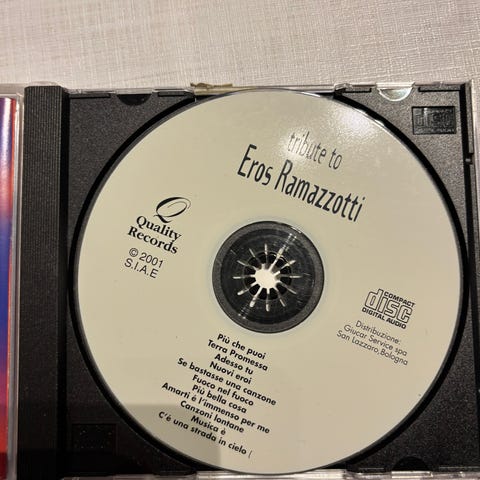 tribute to
Eros Ramazzotti
Quality
Records
© 2001
S.I.A.E
COMPACT
disc
DIGITAL AUDIO
Distribuzione:
Giucar Service spa
San Lazzaro,Bologna
Più che puoi
Terra Promessa
Adesso tu
Nuovi eroi
Se bastasse una canzone
Fuoco nel fuoco
Più bella cosa
Amarti é l'immenso per me
Canzoni lontane
Musica è
C'é una strada in cielo (